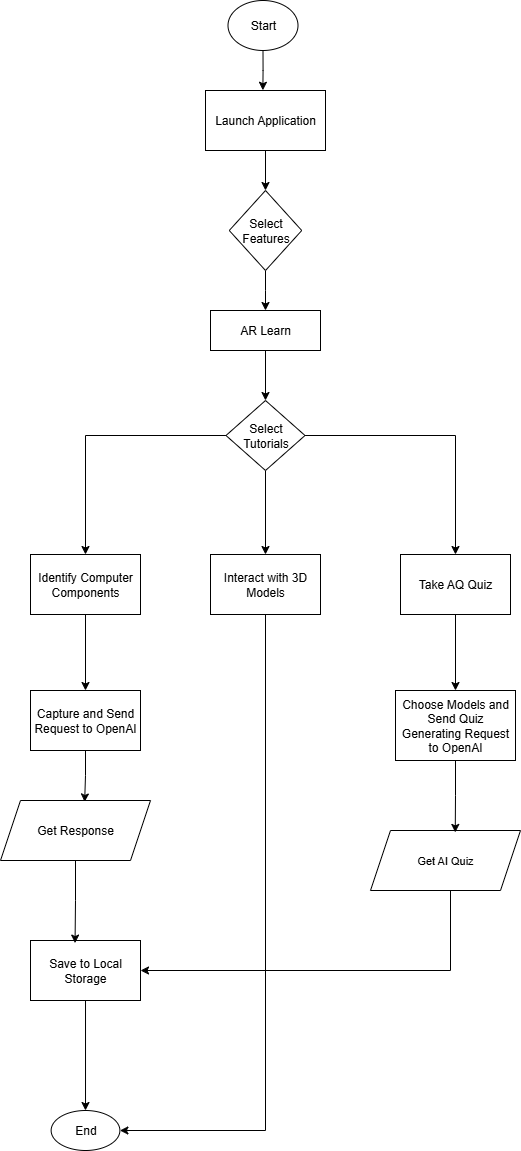 Start
Launch Application
Select
Features
AR Learn
Select
Tutorials
Identify Computer
Components
Interact with 3D
Models
Take AQ Quiz
Capture and Send
Request to OpenAI
Choose Models and
Send Quiz
Generating Request
to OpenAI
Get Response
Get AI Quiz
Save to Local
Storage
End